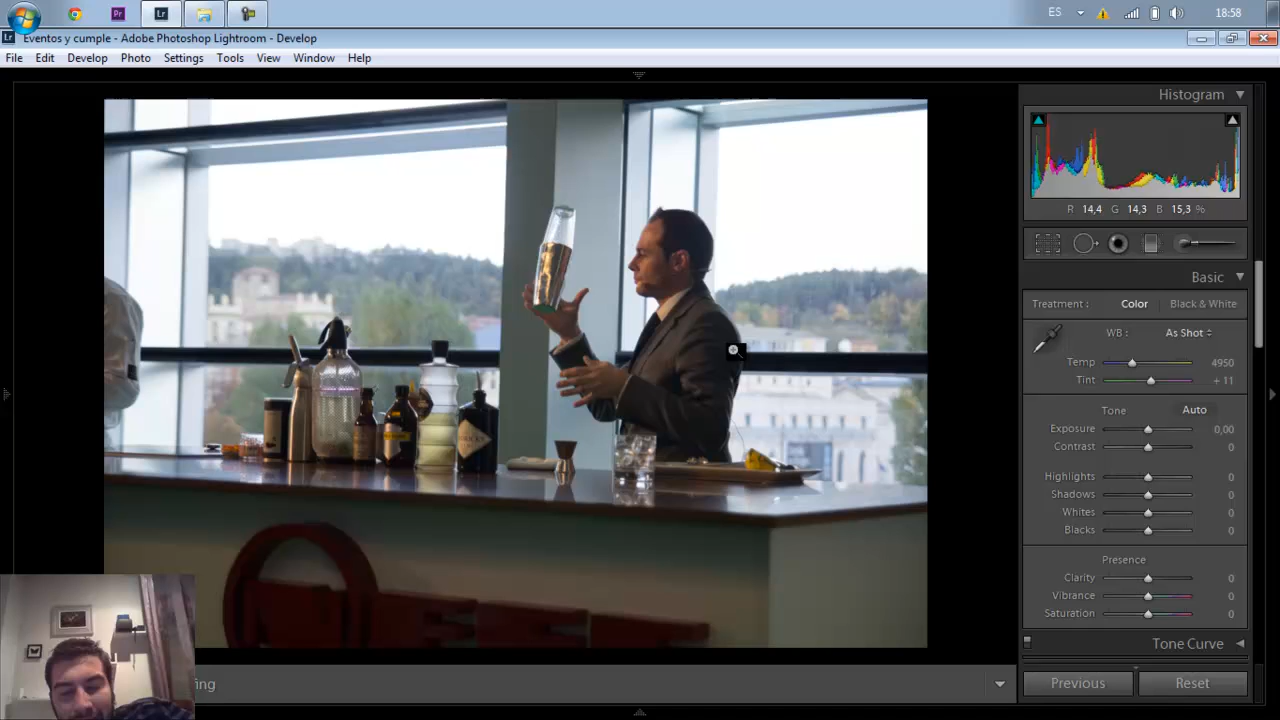 ES
18:58
Eventos y cumple - Adobe Photoshop Lightroom - Develop
File Edit Develop Photo Settings Tools View Window Help
Histogram
R 14,4 G 14,3 B 15,3 %
Basic
Treatment : Color Black & White
WB : As Shot
Temp 4950
Tint + 11
Tone Auto
Exposure 0,00
Contrast 0
Highlights 0
Shadows 0
Whites 0
Blacks 0
Presence
Clarity 0
Vibrance 0
Saturation 0
Tone Curve
Previous Reset